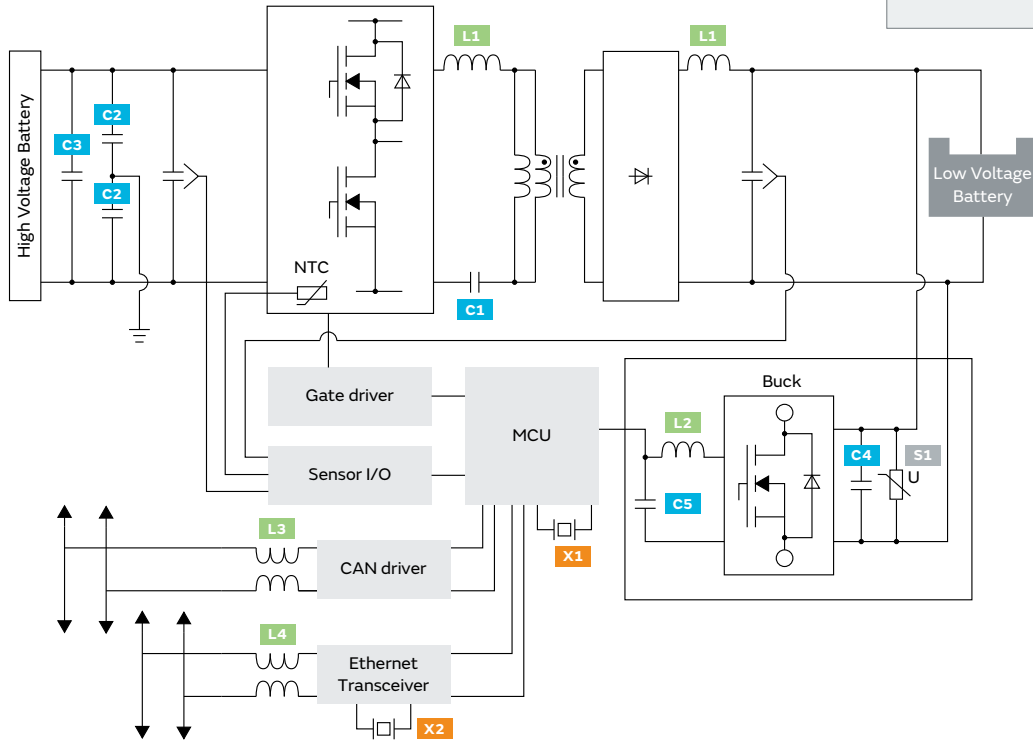 L1
L1
High Voltage Battery
C2
C3
C2
Low Voltage
Battery
NTC
C1
Gate driver
MCU
Sensor I/O
Buck
L2
C4
S1
U
C5
L3
CAN driver
X1
L4
Ethernet
Transceiver
X2